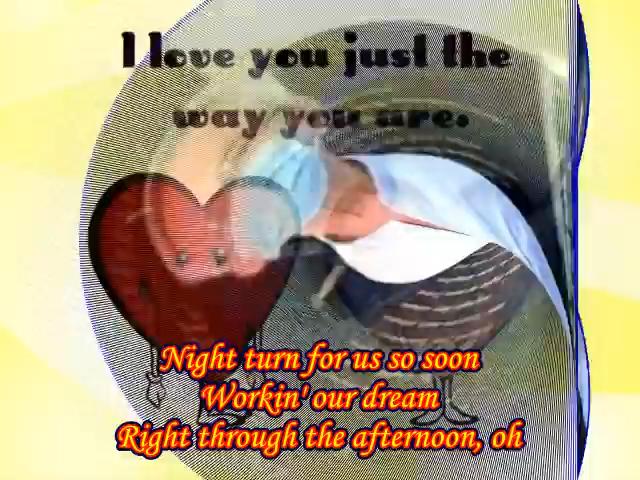 I love you just the
way you are.
Night turn for us so soon
Workin' our dream
Right through the afternoon, oh